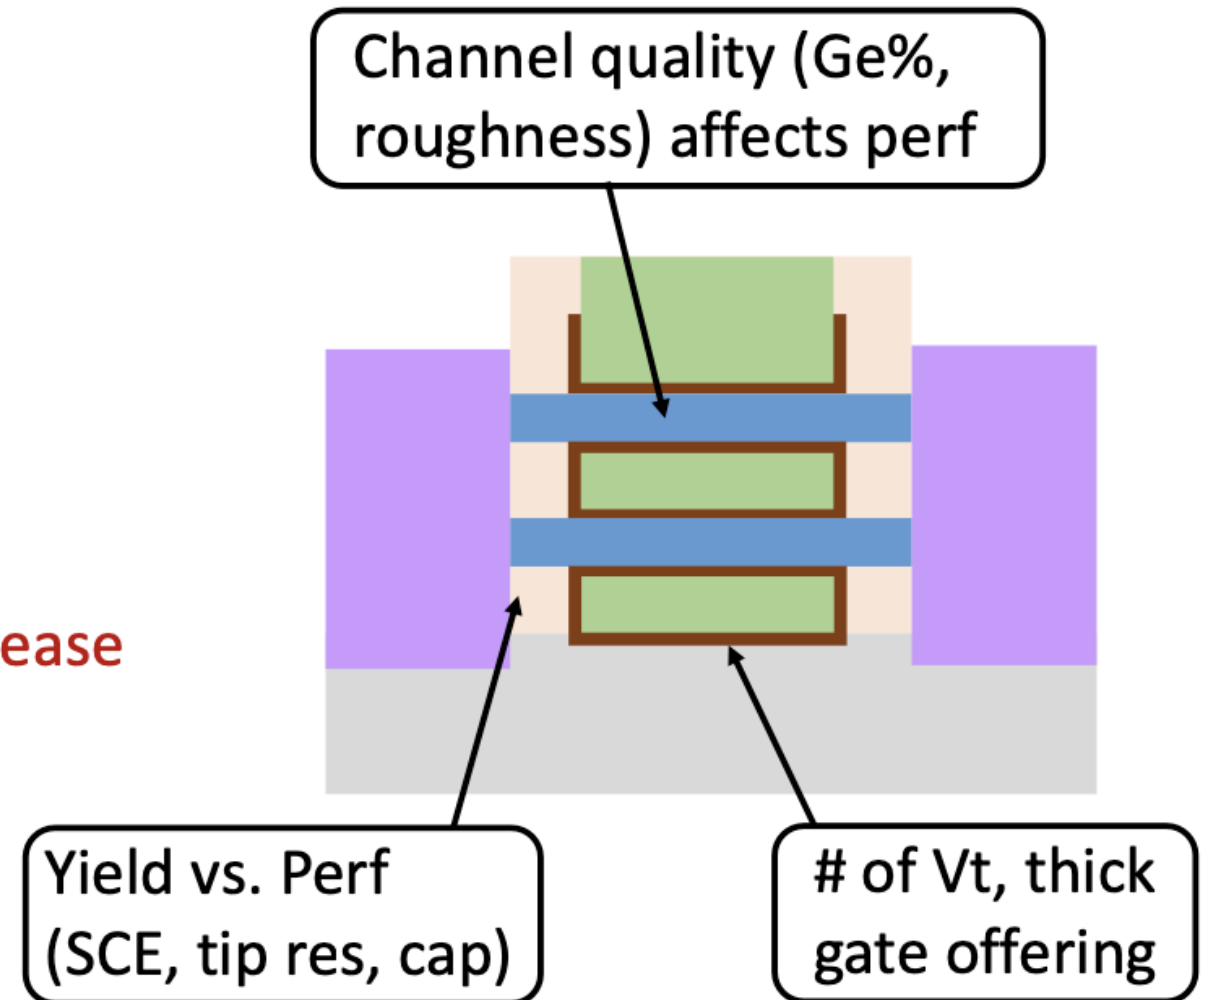 Channel quality (Ge%,
roughness) affects perf
ease
Yield vs. Perf
(SCE, tip res, cap)
# of Vt, thick
gate offering